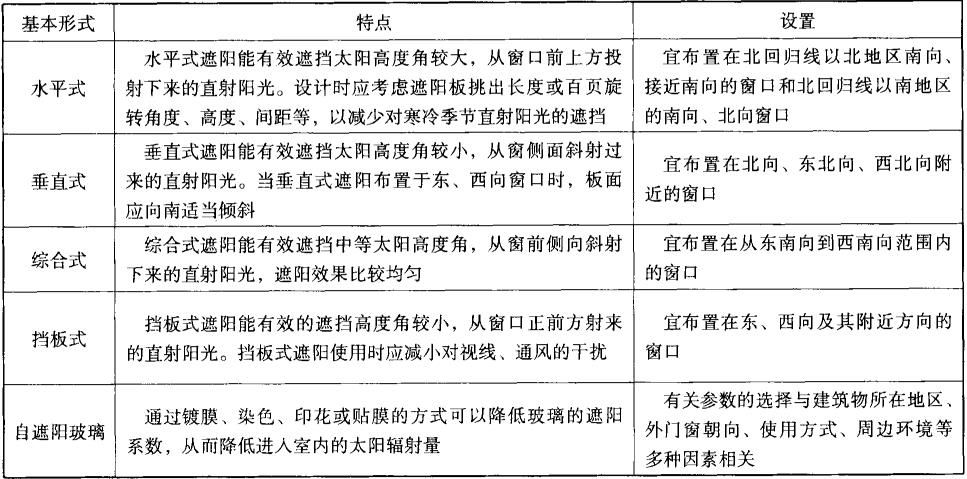 基本形式
特点
设置
水平式
水平式遮阳能有效遮挡太阳高度角较大，从窗口前上方投
射下来的直射阳光。设计时应考虑遮阳板挑出长度或百页旋
转角度、高度、间距等，以减少对寒冷季节直射阳光的遮挡
宜布置在北回归线以北地区南向、
接近南向的窗口和北回归线以南地区
的南向、北向窗口
垂直式
垂直式遮阳能有效遮挡太阳高度角较小，从窗侧面斜射过
来的直射阳光。当垂直式遮阳布置于东、西向窗口时，板面
应向南适当倾斜
宜布置在北向、东北向、西北向附
近的窗口
综合式
综合式遮阳能有效遮挡中等太阳高度角，从窗前侧向斜射
下来的直射阳光，遮阳效果比较均匀
宜布置在从东南向到西南向范围内
的窗口
挡板式
挡板式遮阳能有效的遮挡高度角较小，从窗口正前方射来
的直射阳光。挡板式遮阳使用时应减小对视线、通风的干扰
宜布置在东、西向及其附近方向的
窗口
自遮阳玻璃
通过镀膜、染色、印花或贴膜的方式可以降低玻璃的遮阳
系数，从而降低进入室内的太阳辐射量
有关参数的选择与建筑物所在地区、
外门窗朝向、使用方式、周边环境等
多种因素相关